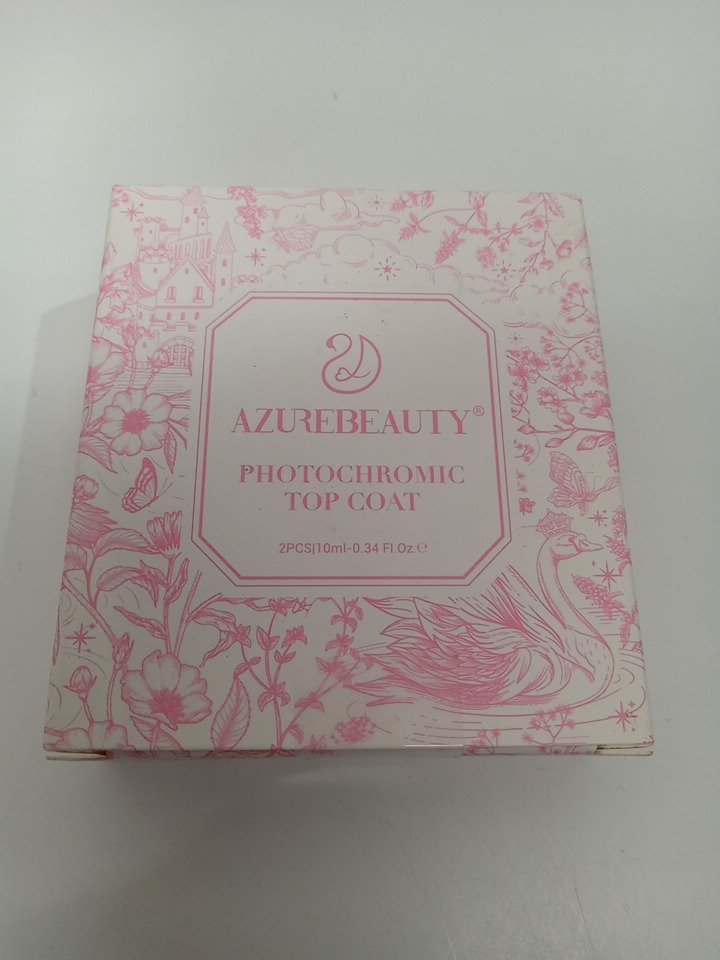 AZUREBEAUTY®
PHOTOCHROMIC
TOP COAT
2PCS|10ml-0.34 Fl.Oz.℮